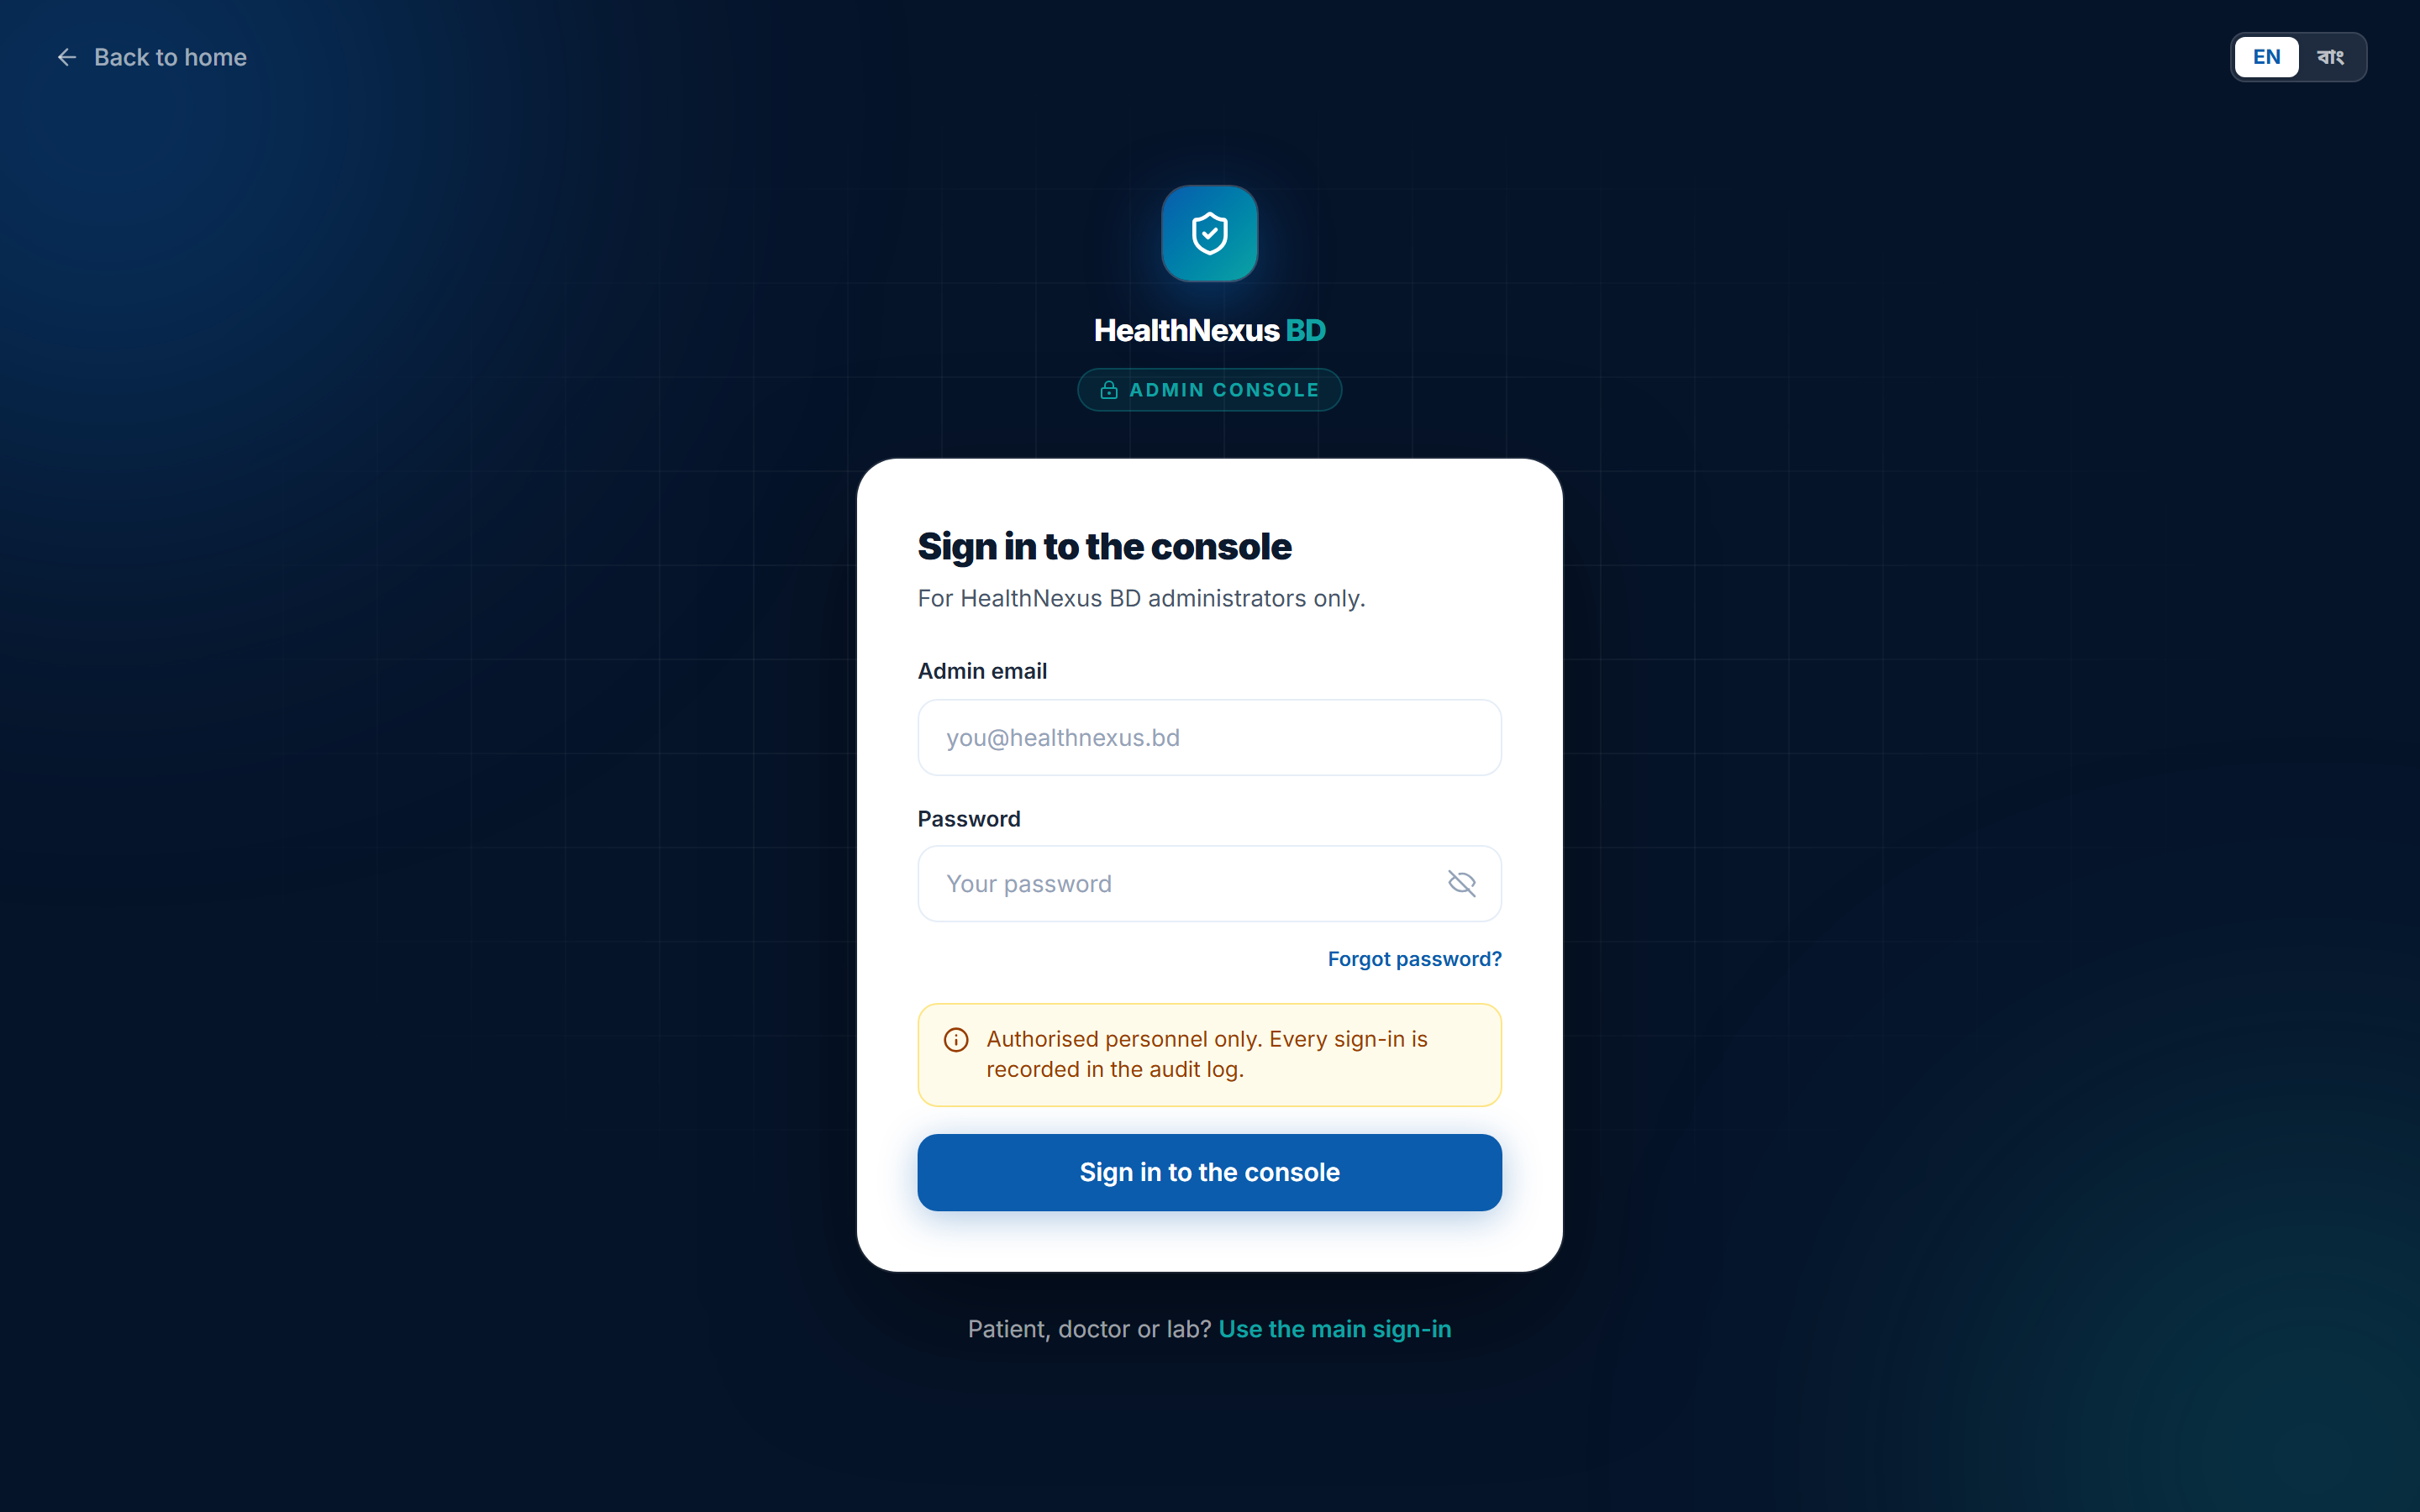 Back to home
EN বাং
HealthNexus BD
ADMIN CONSOLE
Sign in to the console
For HealthNexus BD administrators only.
Admin email
you@healthnexus.bd
Password
Your password
Forgot password?
Authorised personnel only. Every sign-in is
recorded in the audit log.
Sign in to the console
Patient, doctor or lab? Use the main sign-in